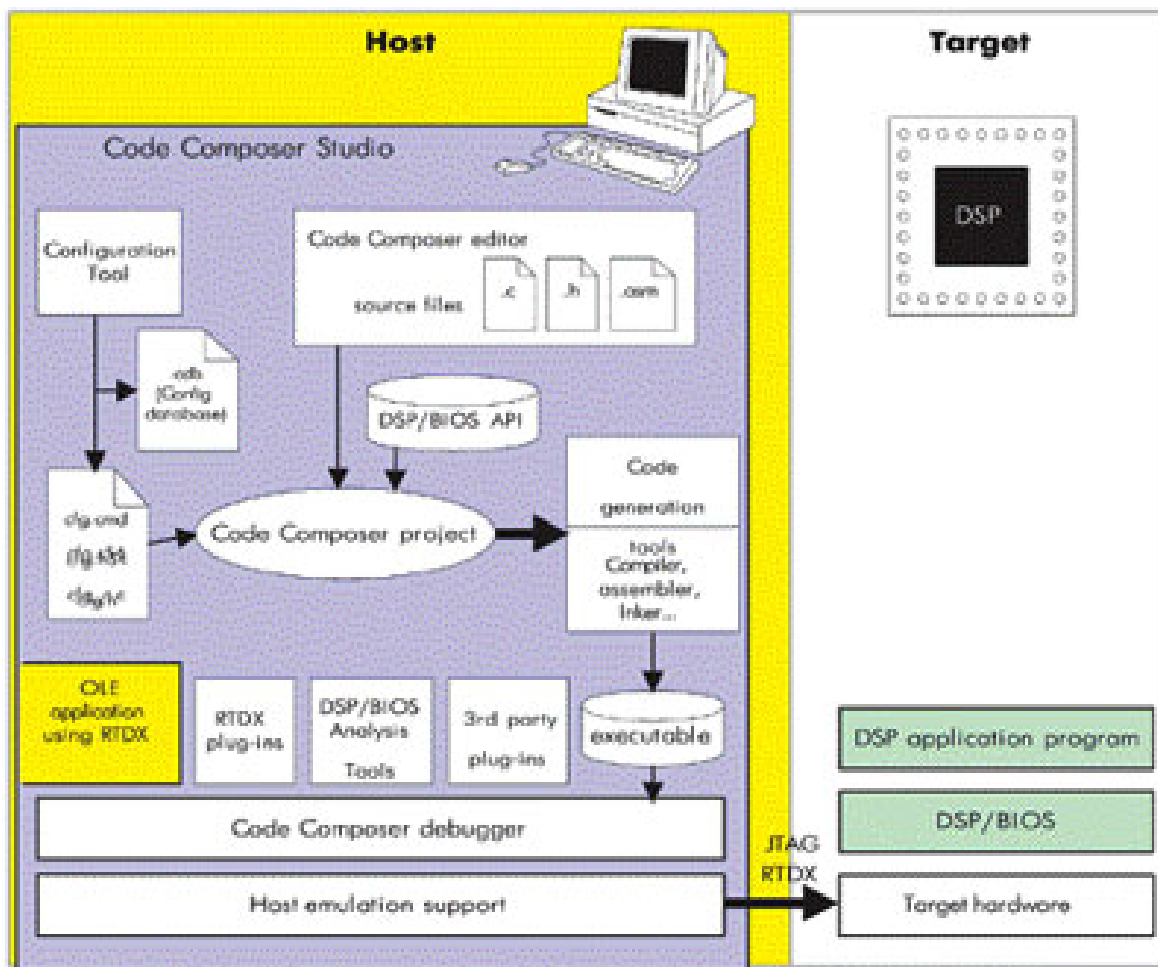 Host
Target
Code Composer Studio
DSP
Configuration
Tool
Code Composer editor
source files
.c
.h
.asm
.cdb
(Config
database)
DSP/BIOS API
Code
generation
tools
Compiler,
assembler,
linker...
cfg.cmd
Code Composer project
OLE
application
using RTDX
RTDX
plug-ins
DSP/BIOS
Analysis
Tools
3rd party
plug-ins
executable
DSP application program
Code Composer debugger
DSP/BIOS
JTAG
RTDX
Host emulation support
Target hardware